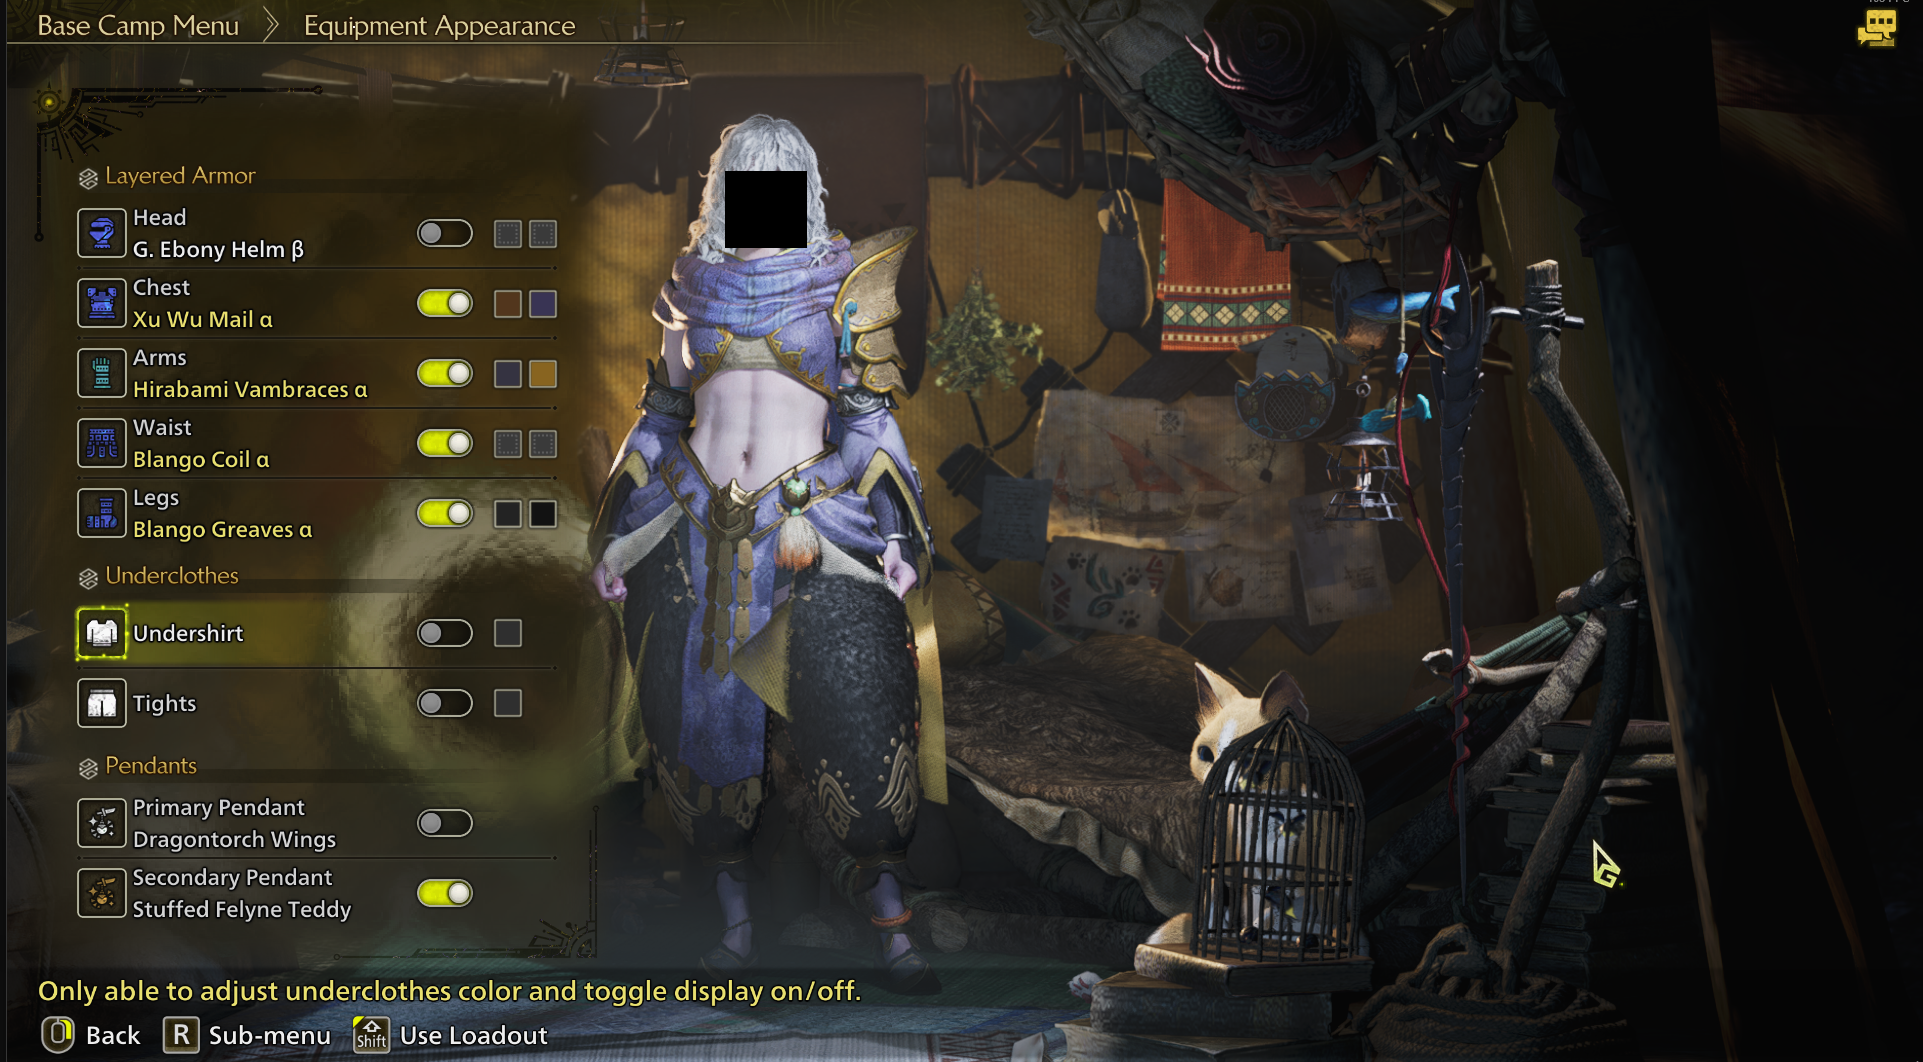 Base Camp Menu
Equipment Appearance
Layered Armor
Head
G. Ebony Helm β
Chest
Xu Wu Mail α
Arms
Hirabami Vambraces α
Waist
Blango Coil α
Legs
Blango Greaves α
Underclothes
Undershirt
Tights
Pendants
Primary Pendant
Dragontorch Wings
Secondary Pendant
Stuffed Felyne Teddy
Only able to adjust underclothes color and toggle display on/off.
Back R Sub-menu Shift Use Loadout